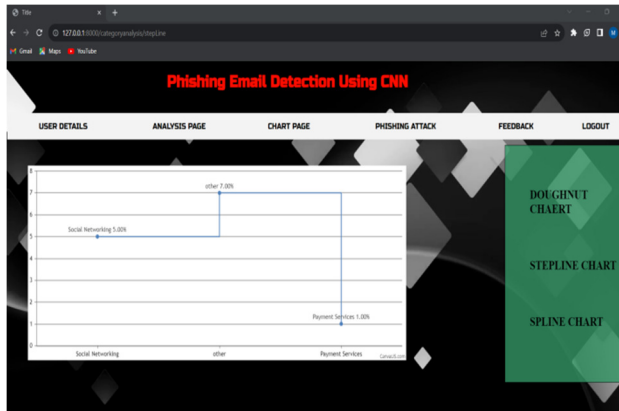 Title
127.0.0.1:8000/categoryanalysis/stepLine
Gmail Maps YouTube
Phishing Email Detection Using CNN
USER DETAILS ANALYSIS PAGE CHART PAGE PHISHING ATTACK FEEDBACK LOGOUT
8
7
6
5
4
3
2
1
0
other 7.00%
Social Networking 5.00%
Payment Services 1.00%
Social Networking other Payment Services
CanvasJS.com
DOUGHNUT
CHAERT
STEPLINE CHART
SPLINE CHART